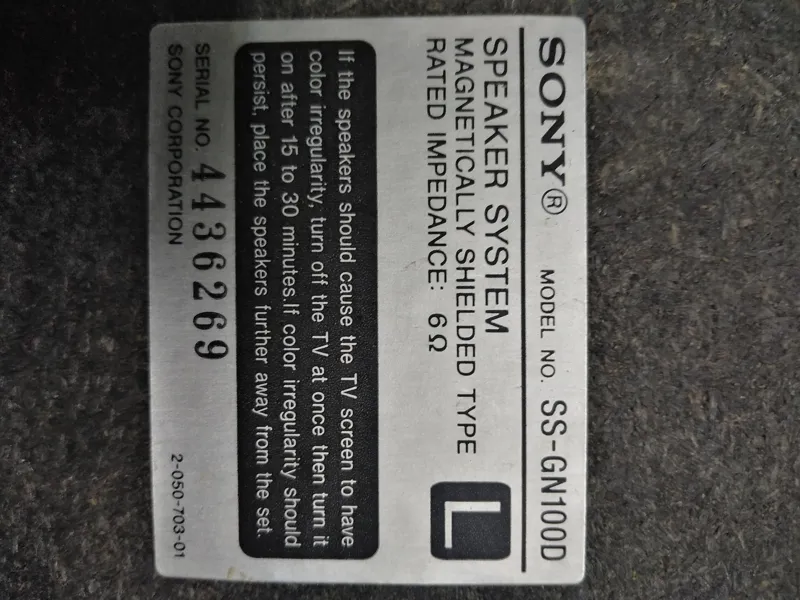 SONY® MODEL NO. SS-GN100D
SPEAKER SYSTEM
MAGNETICALLY SHIELDED TYPE
RATED IMPEDANCE: 6Ω
L
If the speakers should cause the TV screen to have
color irregularity, turn off the TV at once then turn it
on after 15 to 30 minutes.If color irregularity should
persist, place the speakers further away from the set.
SERIAL NO. 4436269
SONY CORPORATION 2-050-703-01